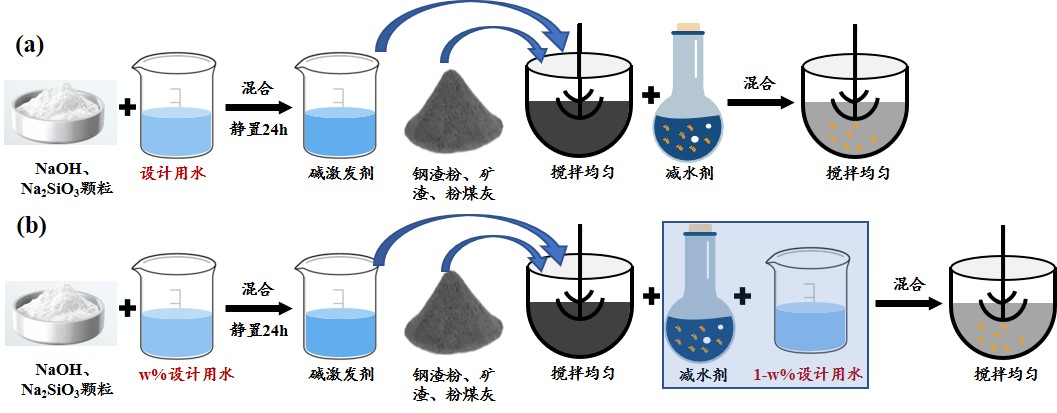 (a)
混合
静置24h
混合
NaOH、
Na₂SiO₃颗粒
设计用水
碱激发剂
钢渣粉、矿
渣、粉煤灰
搅拌均匀
减水剂
搅拌均匀
(b)
混合
静置24h
混合
NaOH、
Na₂SiO₃颗粒
w%设计用水
碱激发剂
钢渣粉、矿
渣、粉煤灰
搅拌均匀
减水剂
1-w%设计用水
搅拌均匀